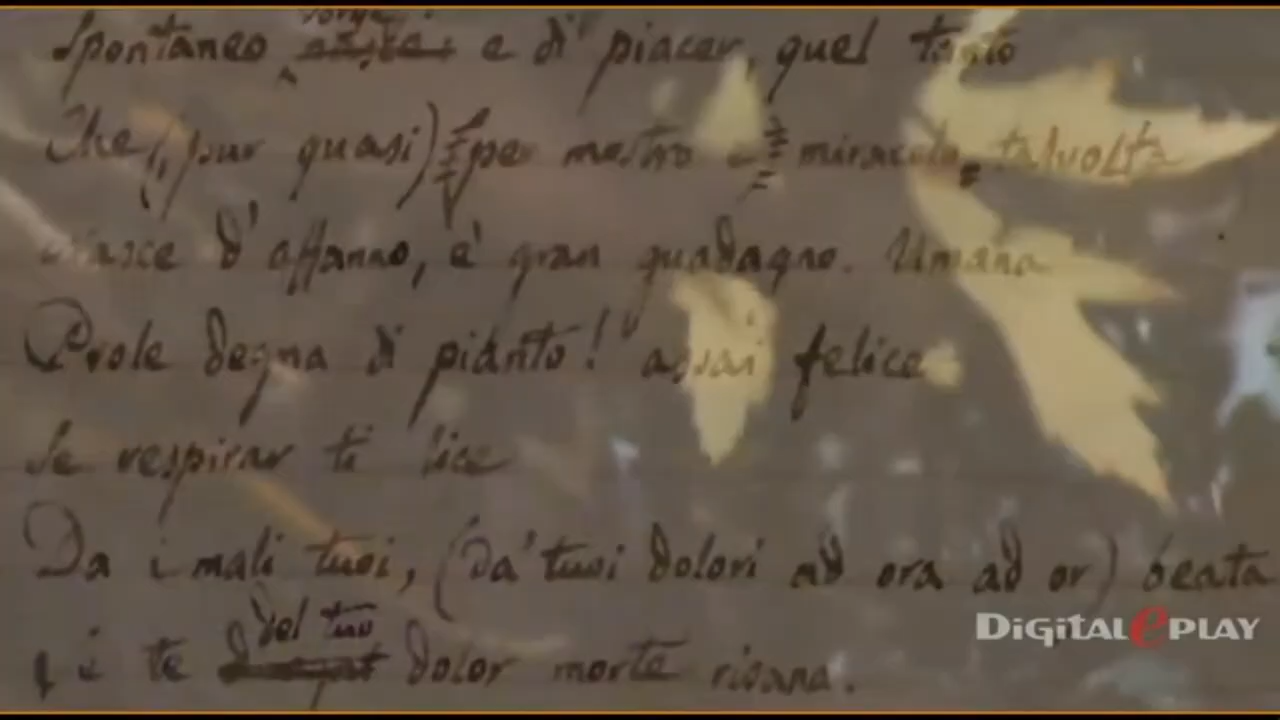 sorge
Spontaneo e di piacer, quel tanto
Che (pur quasi) per mostro e miracolo talvolta
Nasce d'affanno, è gran guadagno. Umana
Prole degna di pianto! assai felice
Se respirar ti lice
Da i mali tuoi, (da' tuoi dolori ad ora ad or) beata
te dolor morte risana.
del tuo
DIGITAL e PLAY